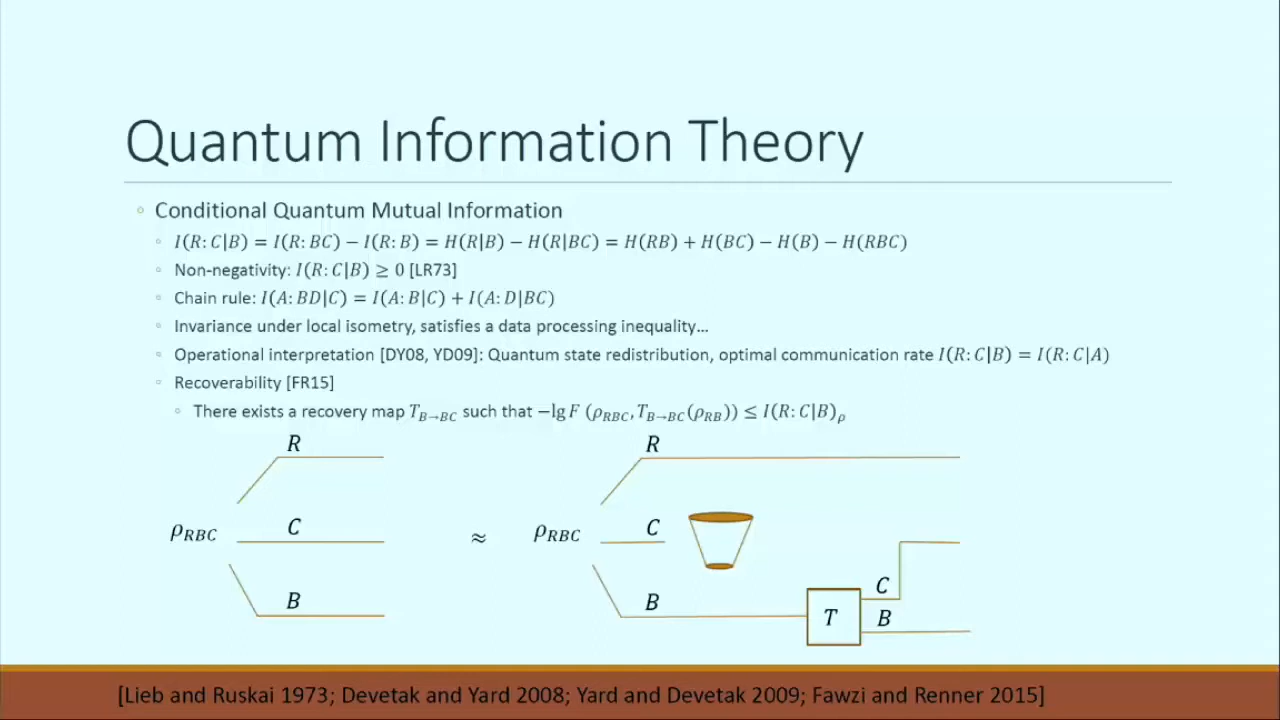 Quantum Information Theory
◦ Conditional Quantum Mutual Information
◦ I(R:C|B) = I(R:BC) − I(R:B) = H(R|B) − H(R|BC) = H(RB) + H(BC) − H(B) − H(RBC)
◦ Non-negativity: I(R:C|B) ≥ 0 [LR73]
◦ Chain rule: I(A:BD|C) = I(A:B|C) + I(A:D|BC)
◦ Invariance under local isometry, satisfies a data processing inequality…
◦ Operational interpretation [DY08, YD09]: Quantum state redistribution, optimal communication rate I(R:C|B) = I(R:C|A)
◦ Recoverability [FR15]
◦ There exists a recovery map T_{B→BC} such that −lg F (ρ_{RBC}, T_{B→BC}(ρ_{RB})) ≤ I(R:C|B)_ρ
R R
ρ_{RBC} C ≈ ρ_{RBC} C
C
B B T B
[Lieb and Ruskai 1973; Devetak and Yard 2008; Yard and Devetak 2009; Fawzi and Renner 2015]